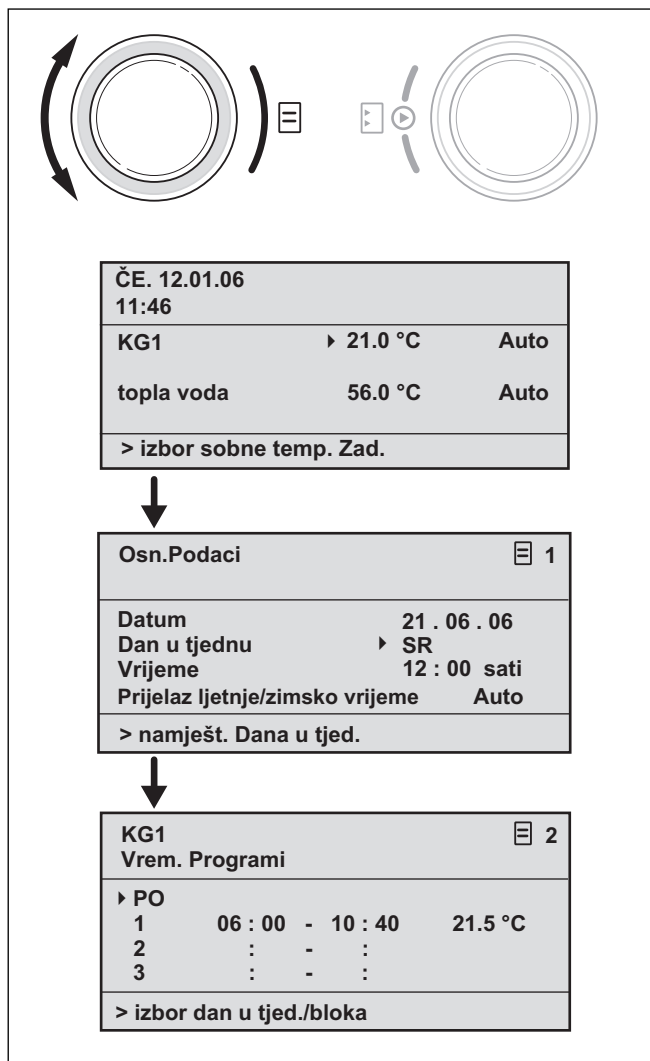 ČE. 12.01.06
11:46
KG1 21.0 °C Auto
topla voda 56.0 °C Auto
> izbor sobne temp. Zad.
Osn.Podaci 1
Datum 21 . 06 . 06
Dan u tjednu SR
Vrijeme 12 : 00 sati
Prijelaz ljetnje/zimsko vrijeme Auto
> namješt. Dana u tjed.
KG1 2
Vrem. Programi
PO
1 06 : 00 - 10 : 40 21.5 °C
2 : - :
3 : - :
> izbor dan u tjed./bloka